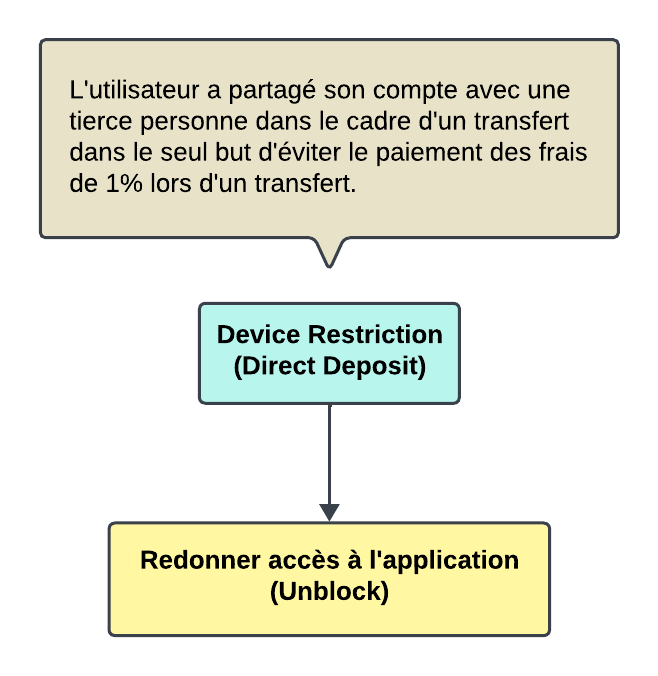 L'utilisateur a partagé son compte avec une
tierce personne dans le cadre d'un transfert
dans le seul but d'éviter le paiement des frais
de 1% lors d'un transfert.
Device Restriction
(Direct Deposit)
Redonner accès à l'application
(Unblock)